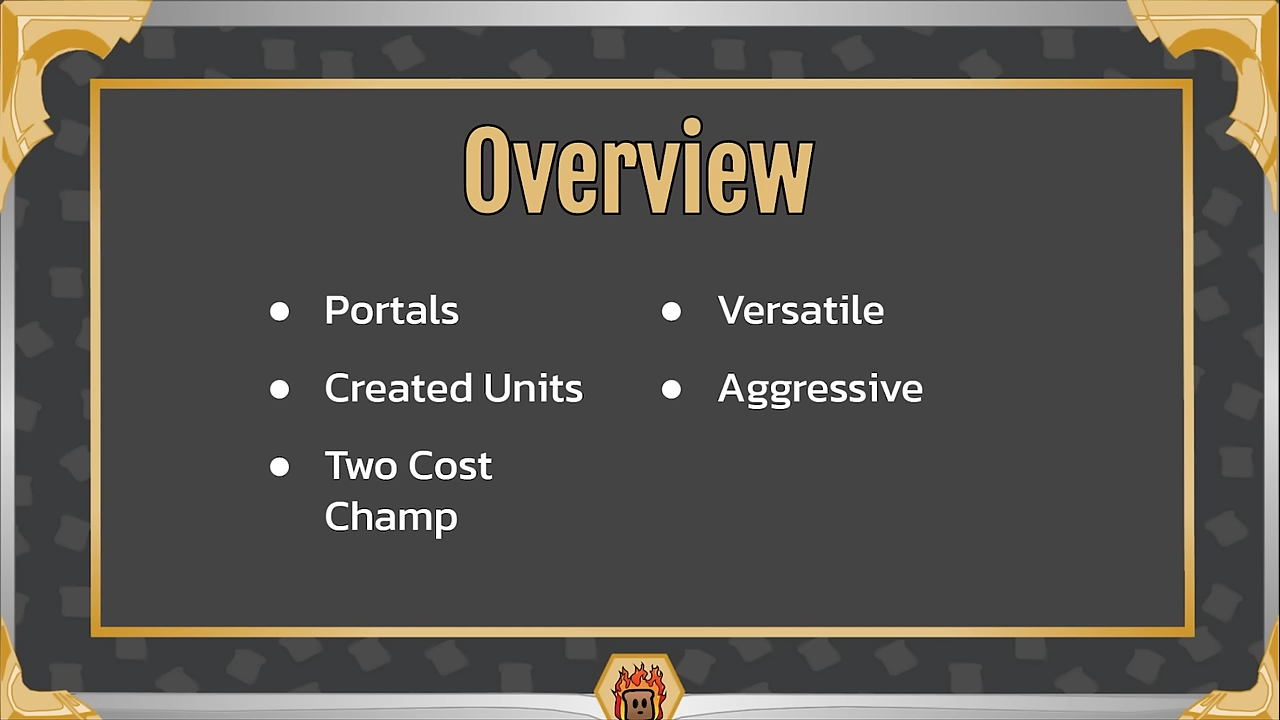 Overview
● Portals
● Created Units
● Two Cost
Champ
● Versatile
● Aggressive